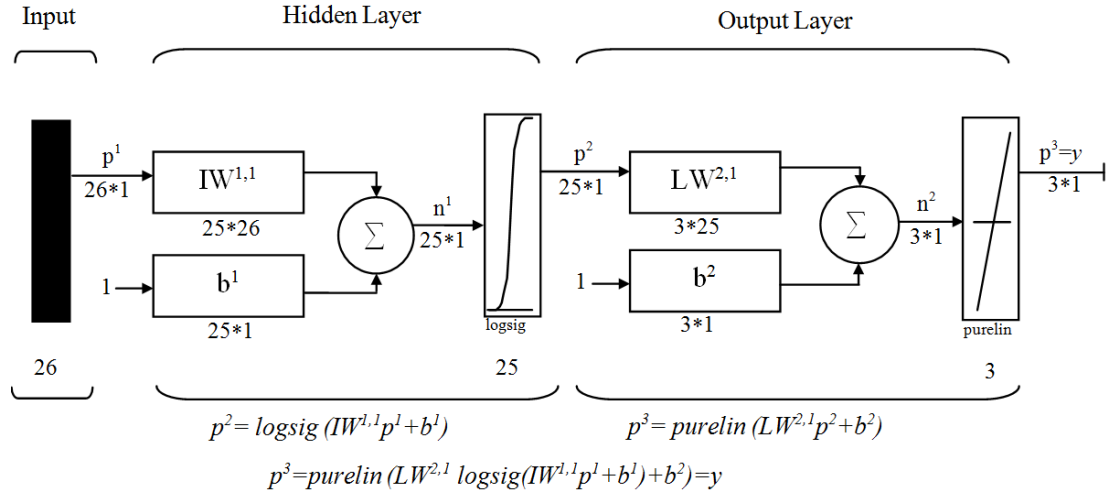 Input
Hidden Layer
Output Layer
p¹
26*1
IW¹,¹
25*26
1
b¹
25*1
∑
n¹
25*1
logsig
p²
25*1
LW²,¹
3*25
1
b²
3*1
∑
n²
3*1
purelin
p³=y
3*1
26
25
3
p²= logsig (IW¹,¹p¹+b¹)
p³= purelin (LW²,¹p²+b²)
p³=purelin (LW²,¹ logsig(IW¹,¹p¹+b¹)+b²)=y